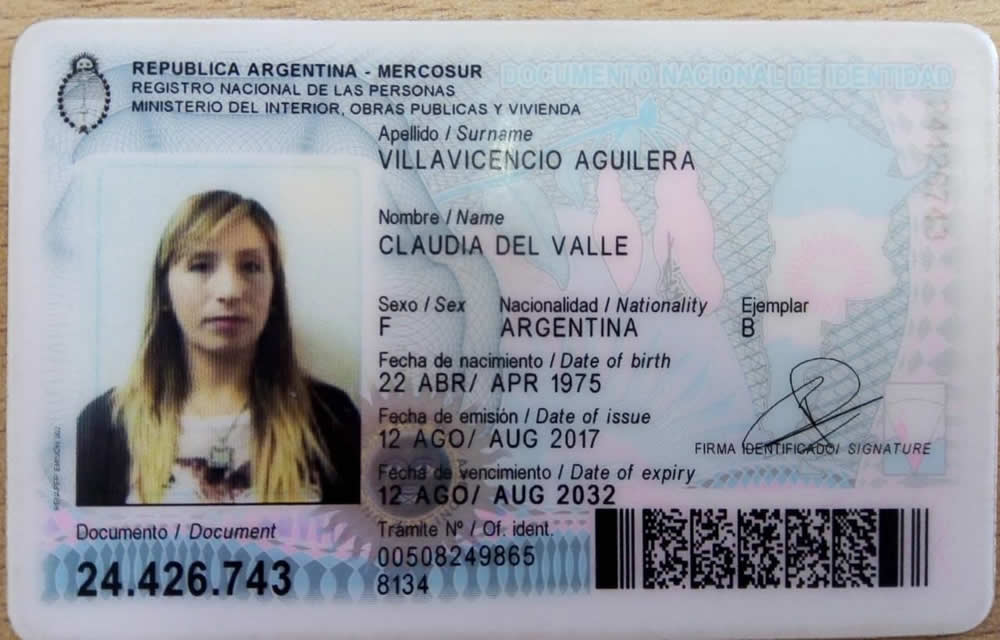 REPUBLICA ARGENTINA - MERCOSUR
REGISTRO NACIONAL DE LAS PERSONAS
MINISTERIO DEL INTERIOR, OBRAS PUBLICAS Y VIVIENDA
DOCUMENTO NACIONAL DE IDENTIDAD
Apellido / Surname
VILLAVICENCIO AGUILERA
Nombre / Name
CLAUDIA DEL VALLE
Sexo / Sex Nacionalidad / Nationality Ejemplar
F ARGENTINA B
Fecha de nacimiento / Date of birth
22 ABR/ APR 1975
Fecha de emisión / Date of issue
12 AGO/ AUG 2017
FIRMA IDENTIFICADO/ SIGNATURE
Fecha de vencimiento / Date of expiry
12 AGO/ AUG 2032
Documento / Document
24.426.743
Trámite Nº / Of. ident.
00508249865
8134